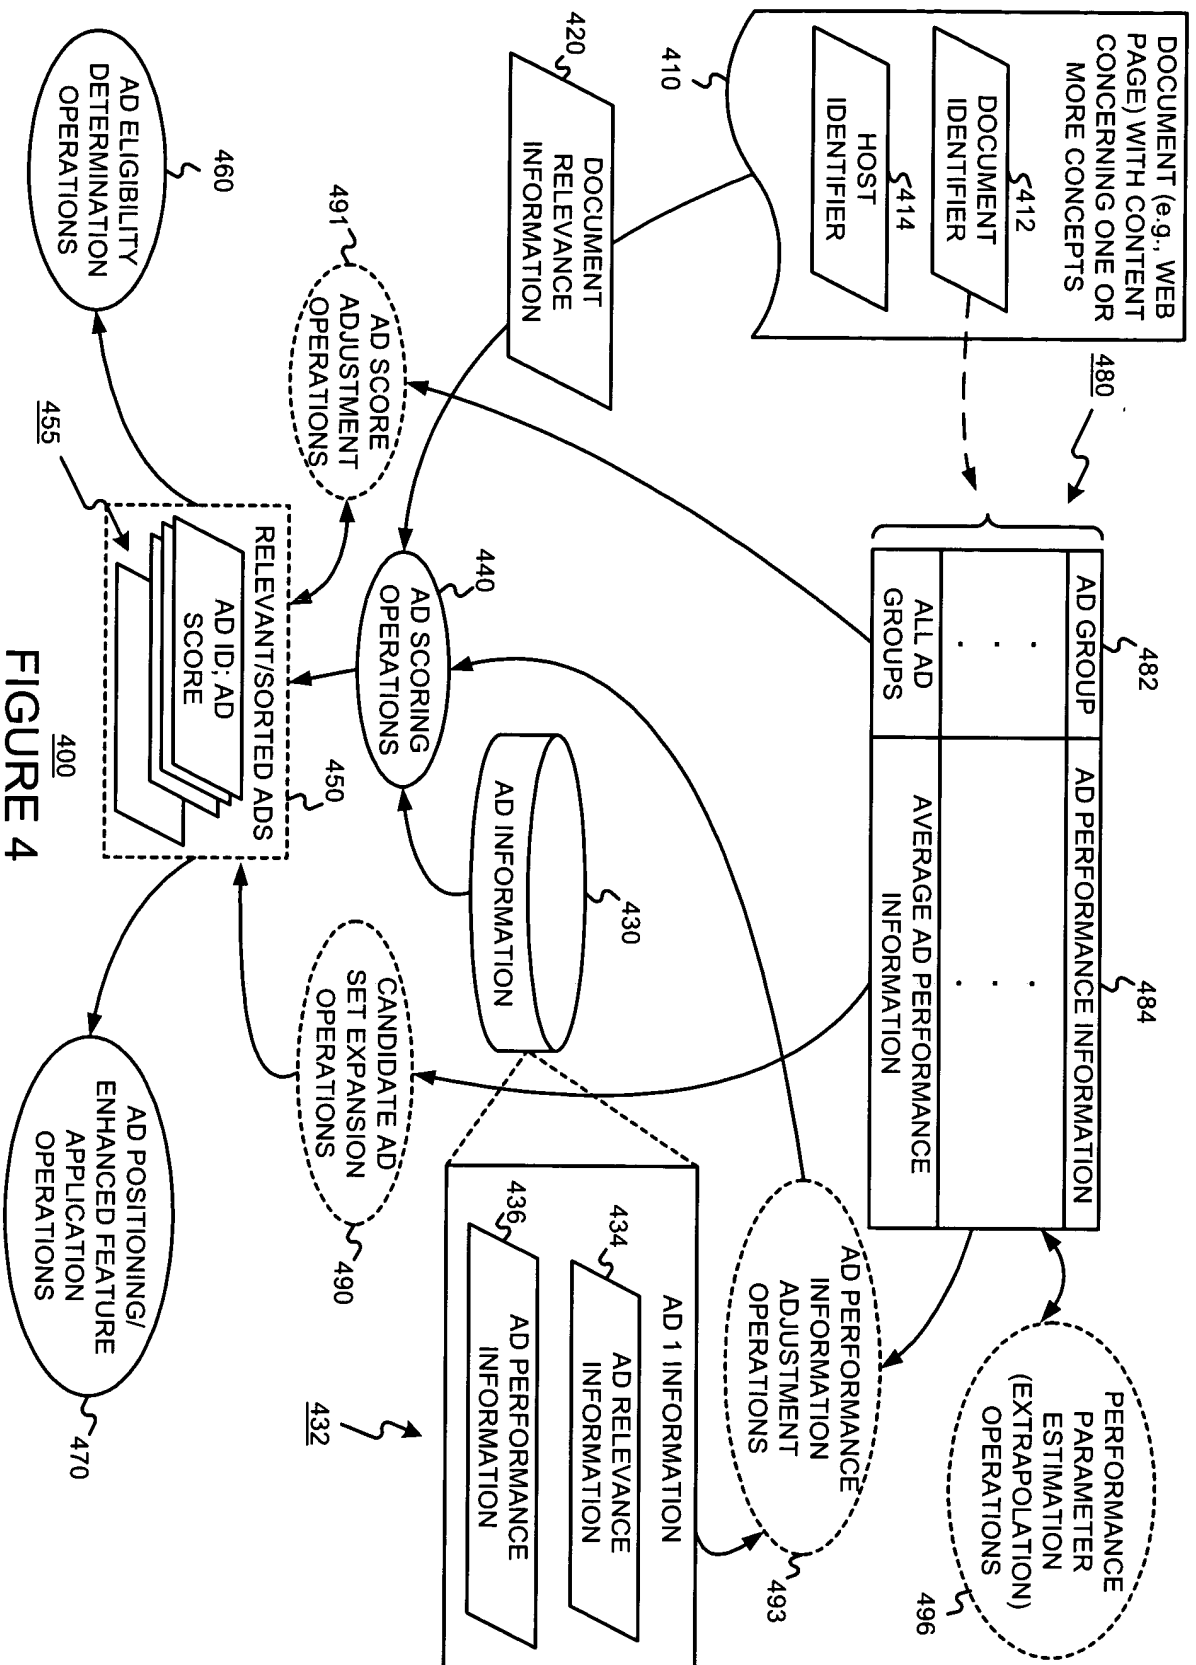 DOCUMENT (e.g., WEB
PAGE) WITH CONTENT
CONCERNING ONE OR
MORE CONCEPTS
DOCUMENT
IDENTIFIER
412
HOST
IDENTIFIER
414
410
480
482
484
AD GROUP
AD PERFORMANCE INFORMATION
. . .
. . .
ALL AD
GROUPS
AVERAGE AD PERFORMANCE
INFORMATION
PERFORMANCE
PARAMETER
ESTIMATION
(EXTRAPOLATION)
OPERATIONS
496
AD PERFORMANCE
INFORMATION
ADJUSTMENT
OPERATIONS
493
420
DOCUMENT
RELEVANCE
INFORMATION
430
AD INFORMATION
AD 1 INFORMATION
434
AD RELEVANCE
INFORMATION
436
AD PERFORMANCE
INFORMATION
432
491
AD SCORE
ADJUSTMENT
OPERATIONS
440
AD SCORING
OPERATIONS
CANDIDATE AD
SET EXPANSION
OPERATIONS
490
460
AD ELIGIBILITY
DETERMINATION
OPERATIONS
455
RELEVANT/SORTED ADS
450
AD ID; AD
SCORE
AD POSITIONING/
ENHANCED FEATURE
APPLICATION
OPERATIONS
470
400
FIGURE 4